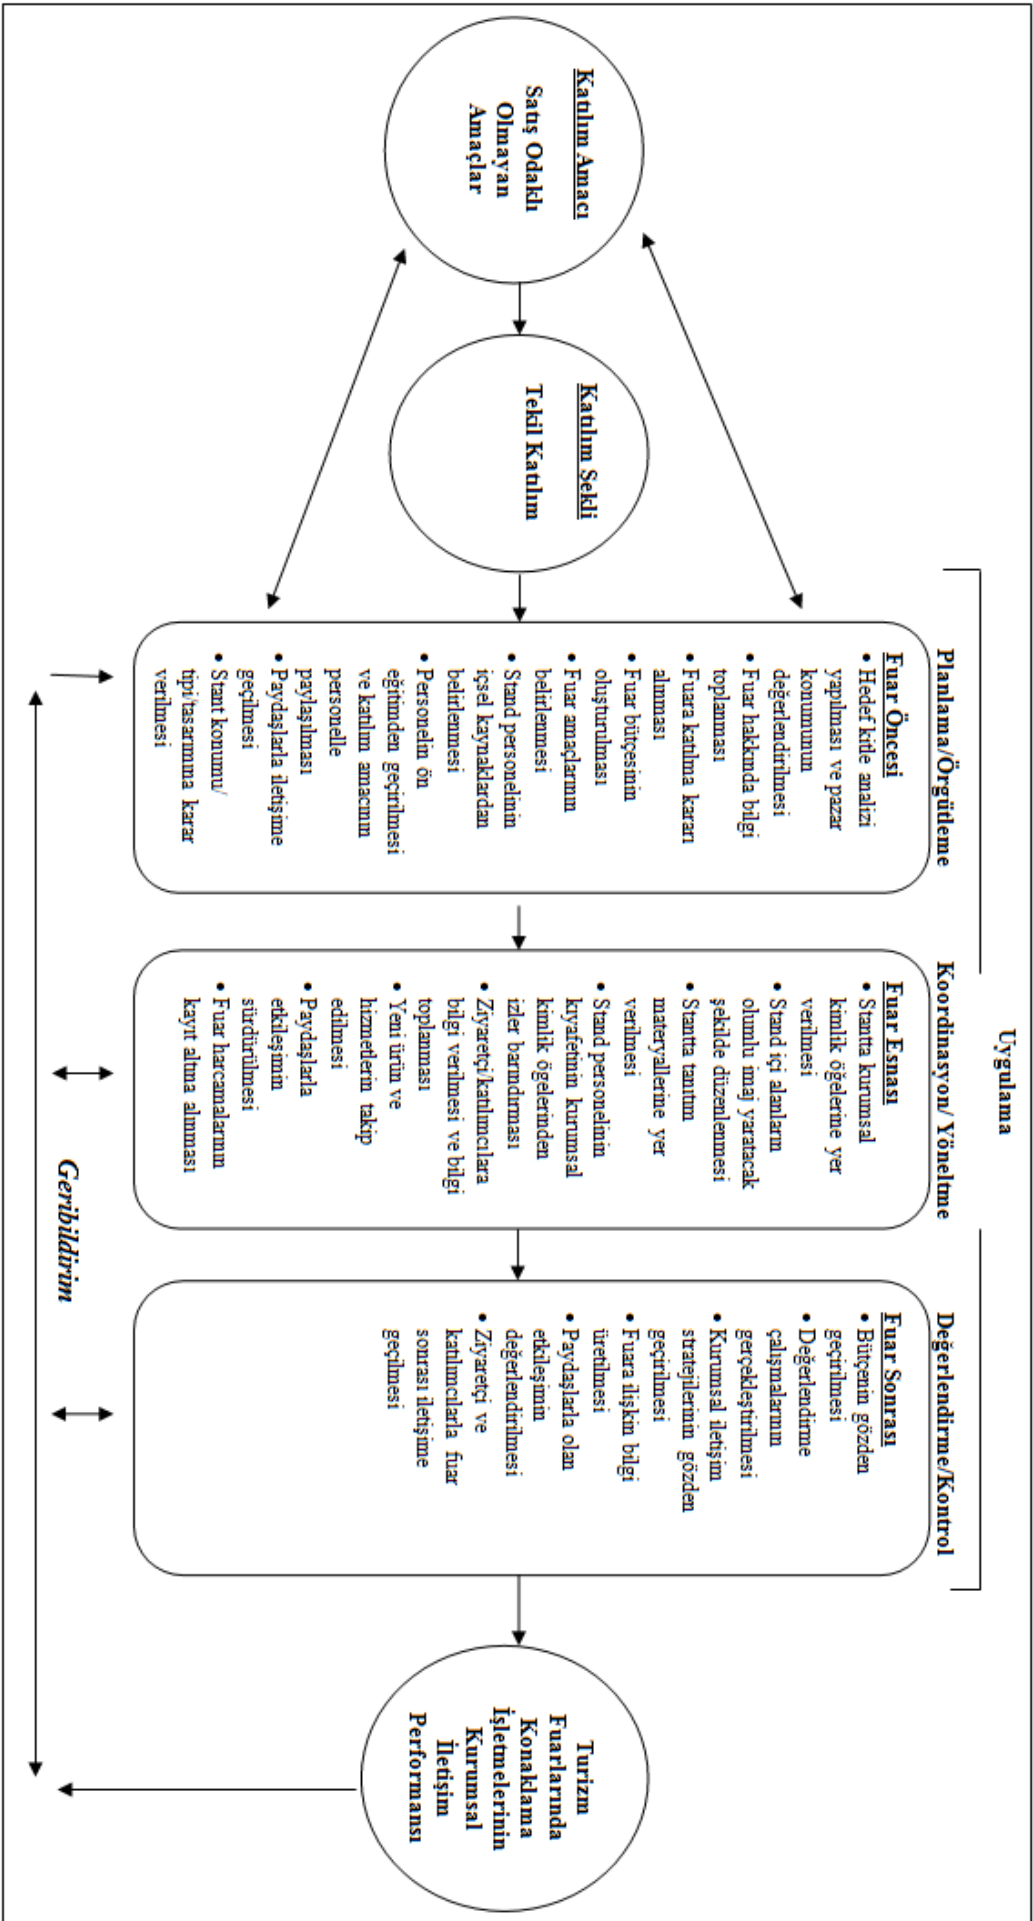 Uygulama
Katılım Amacı
Satış Odaklı
Olmayan
Amaçlar
Katılım Şekli
Tekil Katılım
Planlama/Örgütleme
Fuar Öncesi
• Hedef kitle analizi
yapılması ve pazar
konumunun
değerlendirilmesi
• Fuar hakkında bilgi
toplanması
• Fuara katılma kararı
alınması
• Fuar bütçesinin
oluşturulması
• Fuar amaçlarının
belirlenmesi
• Stand personelinin
içsel kaynaklardan
belirlenmesi
• Personelin ön
eğitimden geçirilmesi
ve katılım amacının
personelle
paylaşılması
• Paydaşlarla iletişime
geçilmesi
• Stant konumu/
tipi/tasarımına karar
verilmesi
Koordinasyon/ Yöneltme
Fuar Esnası
• Stantta kurumsal
kimlik öğelerine yer
verilmesi
• Stand içi alanların
olumlu imaj yaratacak
şekilde düzenlenmesi
• Stantta tanıtım
materyallerine yer
verilmesi
• Stand personelinin
kıyafetinin kurumsal
kimlik ögelerinden
izler barındırması
• Ziyaretçi/katılımcılara
bilgi verilmesi ve bilgi
toplanması
• Yeni ürün ve
hizmetlerin takip
edilmesi
• Paydaşlarla
etkileşimin
sürdürülmesi
• Fuar harcamalarının
kayıt altına alınması
Değerlendirme/Kontrol
Fuar Sonrası
• Bütçenin gözden
geçirilmesi
• Değerlendirme
çalışmalarının
gerçekleştirilmesi
• Kurumsal iletişim
stratejilerinin gözden
geçirilmesi
• Fuara ilişkin bilgi
üretilmesi
• Paydaşlarla olan
etkileşimin
değerlendirilmesi
• Ziyaretçi ve
katılımcılarla fuar
sonrası iletişime
geçilmesi
Turizm
Fuarlarında
Konaklama
İşletmelerinin
Kurumsal
İletişim
Performansı
Geribildirim